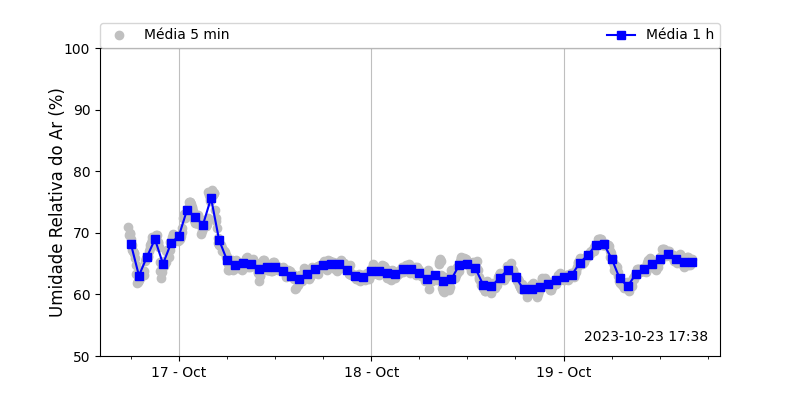 Média 5 min
Média 1 h
Umidade Relativa do Ar (%)
100
90
80
70
60
50
2023-10-23 17:38
17 - Oct
18 - Oct
19 - Oct